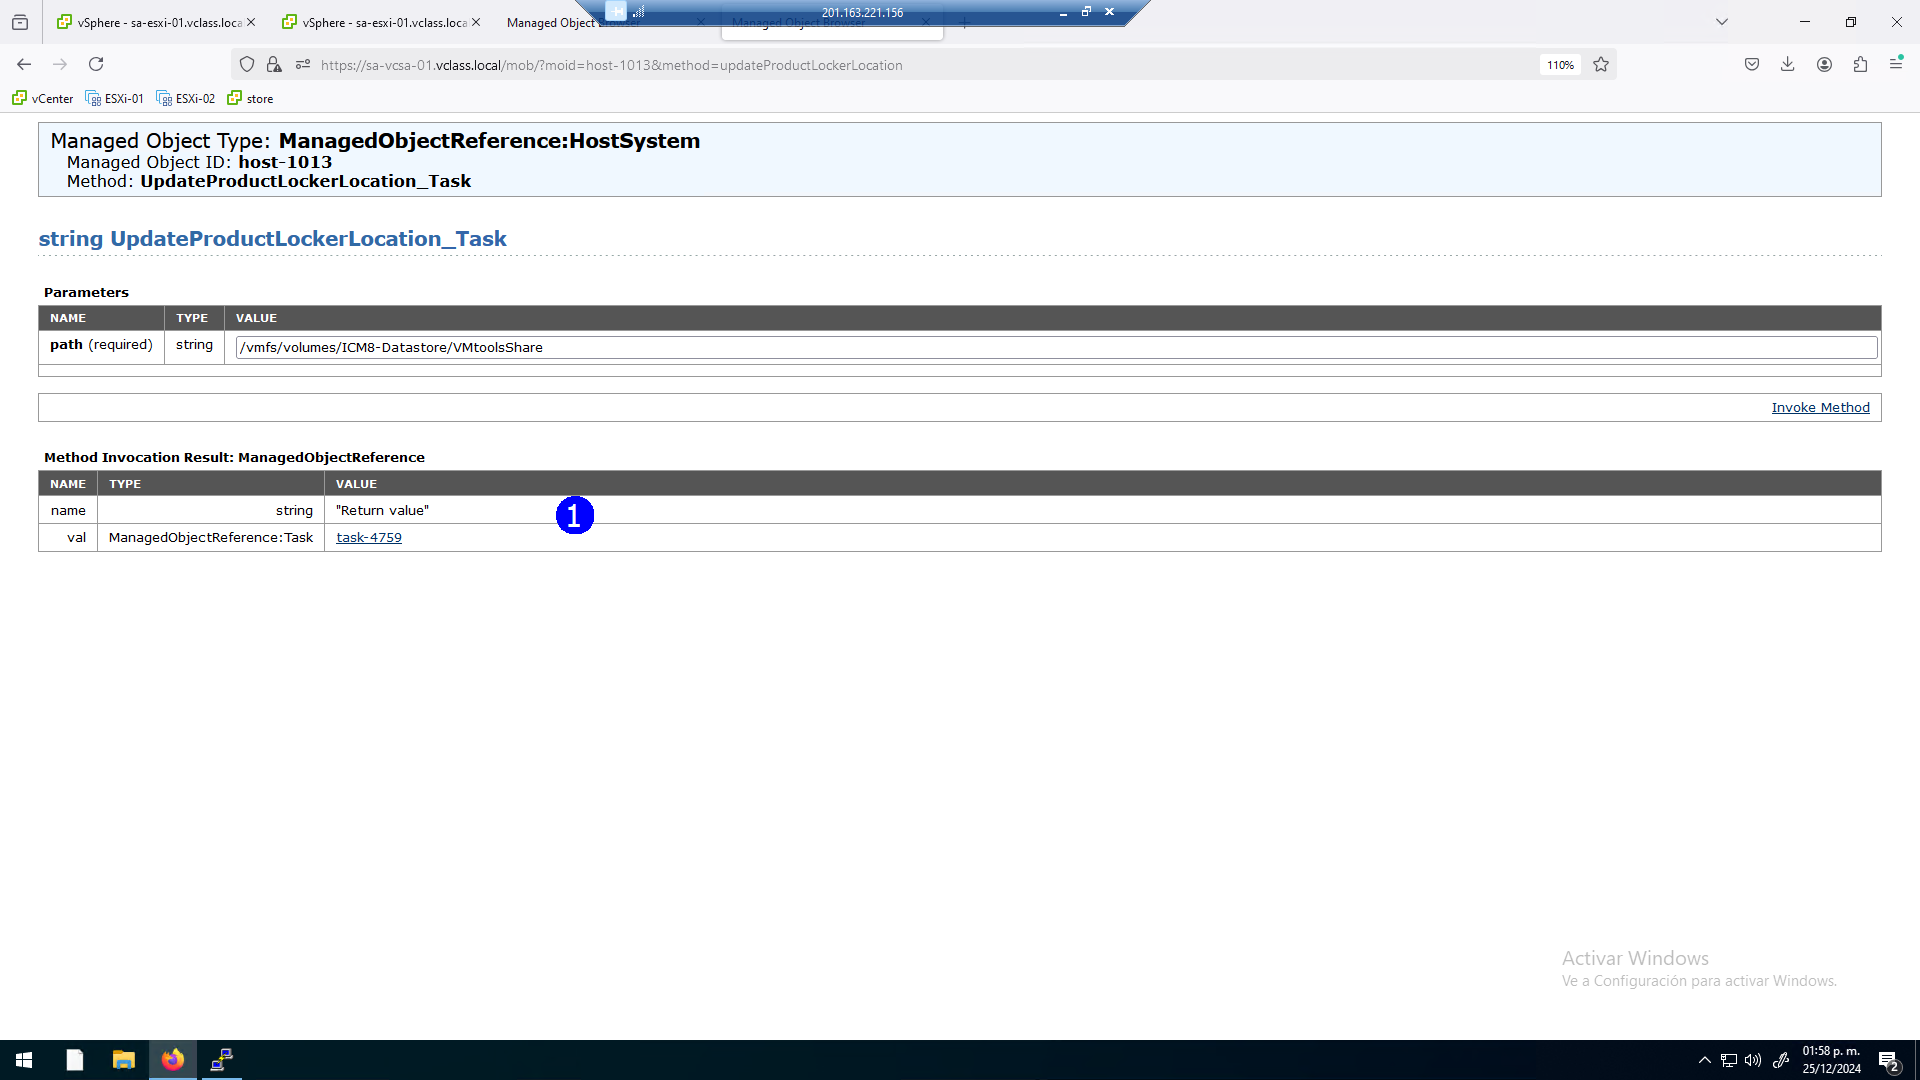 201.163.221.156
vSphere - sa-esxi-01.vclass.loca
vSphere - sa-esxi-01.vclass.loca
Managed Object Browser
Managed Object Browser
https://sa-vcsa-01.vclass.local/mob/?moid=host-1013&method=updateProductLockerLocation
110%
vCenter
ESXi-01
ESXi-02
store
Managed Object Type: ManagedObjectReference:HostSystem
Managed Object ID: host-1013
Method: UpdateProductLockerLocation_Task
string UpdateProductLockerLocation_Task
Parameters
NAME TYPE VALUE
path (required) string /vmfs/volumes/ICM8-Datastore/VMtoolsShare
Invoke Method
Method Invocation Result: ManagedObjectReference
NAME TYPE VALUE
name string "Return value"
1
val ManagedObjectReference:Task task-4759
Activar Windows
Ve a Configuración para activar Windows.
01:58 p. m.
25/12/2024
2